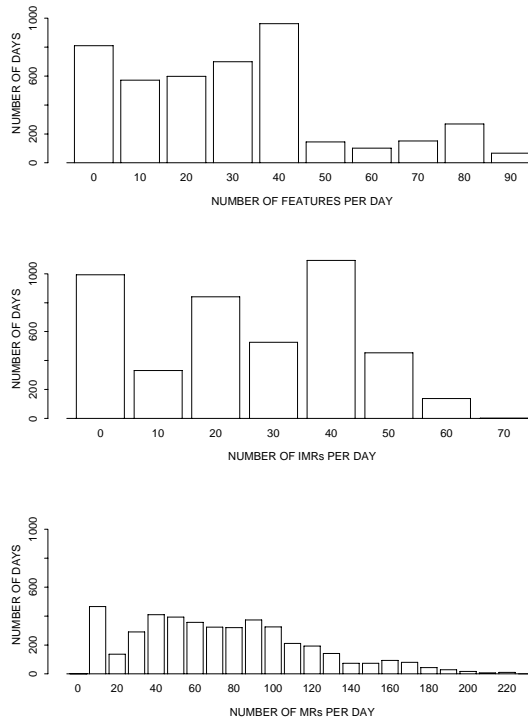 NUMBER OF DAYS
0 200 600 1000
0 10 20 30 40 50 60 70 80 90
NUMBER OF FEATURES PER DAY
NUMBER OF DAYS
0 200 600 1000
0 10 20 30 40 50 60 70
NUMBER OF IMRs PER DAY
NUMBER OF DAYS
0 200 600 1000
0 20 40 60 80 100 120 140 160 180 200 220
NUMBER OF MRs PER DAY